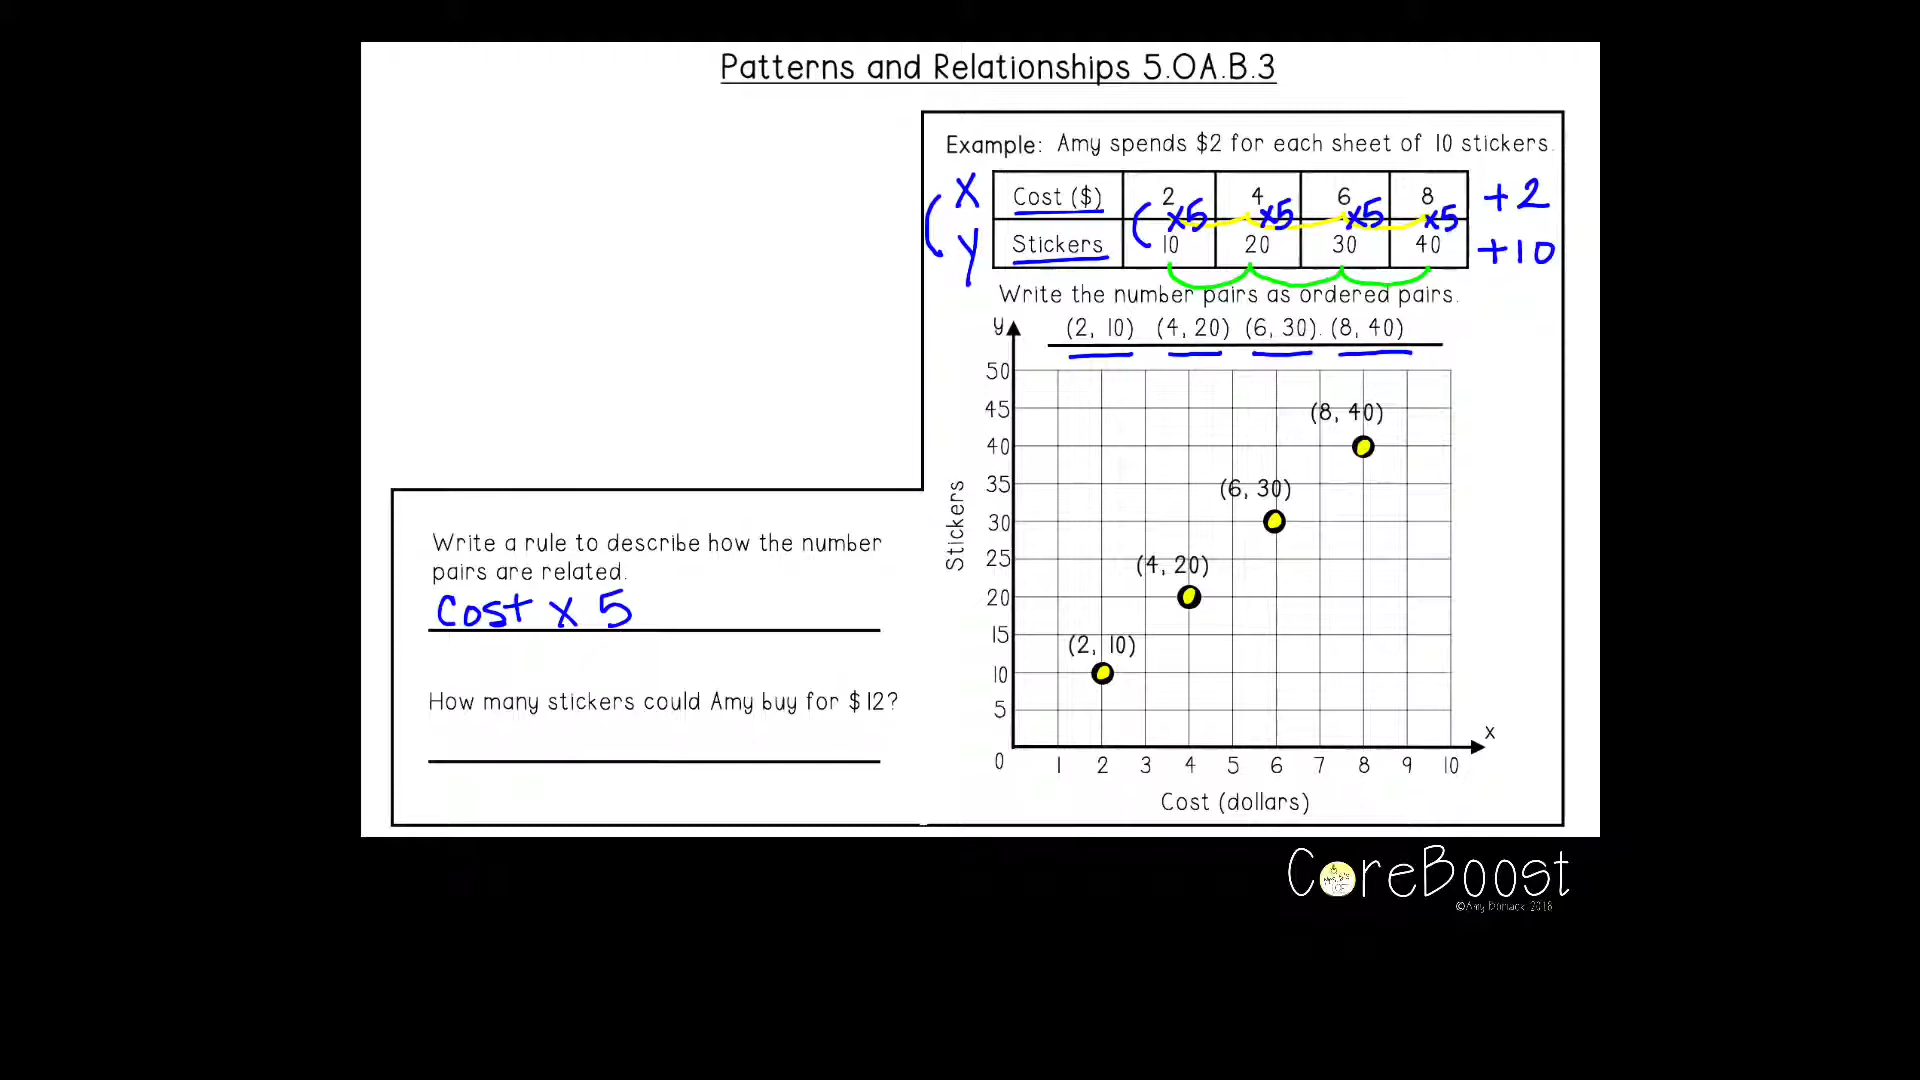 Patterns and Relationships 5.OA.B.3
Example: Amy spends $2 for each sheet of 10 stickers.
x Cost ($) 2 4 6 8 +2
x5 x5 x5 x5
y Stickers 10 20 30 40 +10
Write the number pairs as ordered pairs.
y (2, 10) (4, 20) (6, 30). (8, 40)
50
45
(8, 40)
40
35
(6, 30)
30
25
(4, 20)
20
15
(2, 10)
10
5
0
1 2 3 4 5 6 7 8 9 10
x
Stickers
Cost (dollars)
Write a rule to describe how the number
pairs are related.
Cost x 5
How many stickers could Amy buy for $12?
CoreBoost